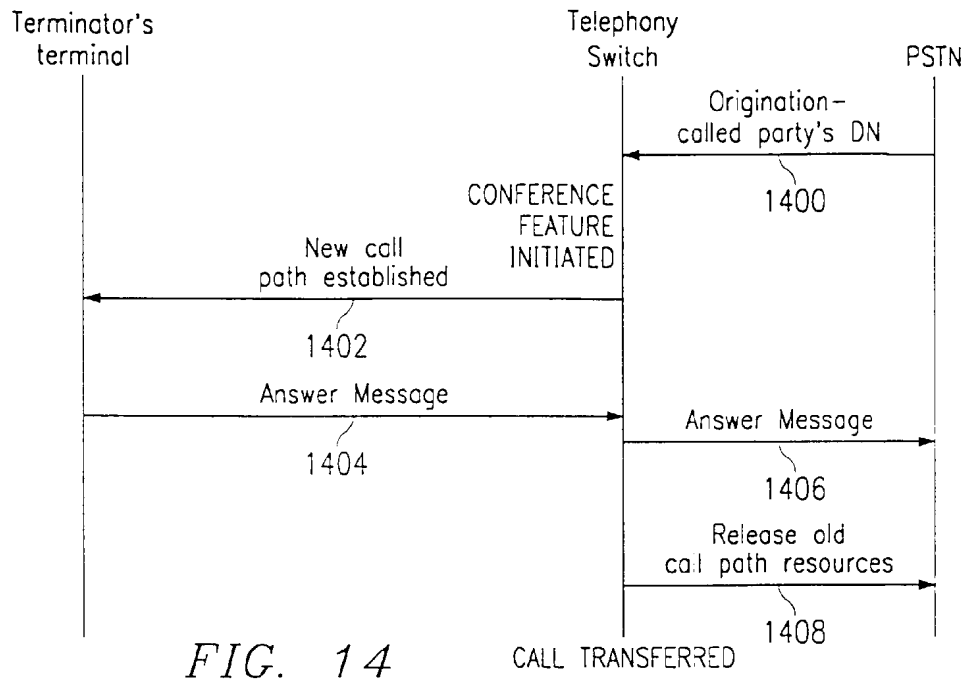 Terminator's
terminal
Telephony
Switch
PSTN
Origination-
called party's DN
1400
CONFERENCE
FEATURE
INITIATED
New call
path established
1402
Answer Message
1404
Answer Message
1406
Release old
call path resources
1408
FIG. 14
CALL TRANSFERRED